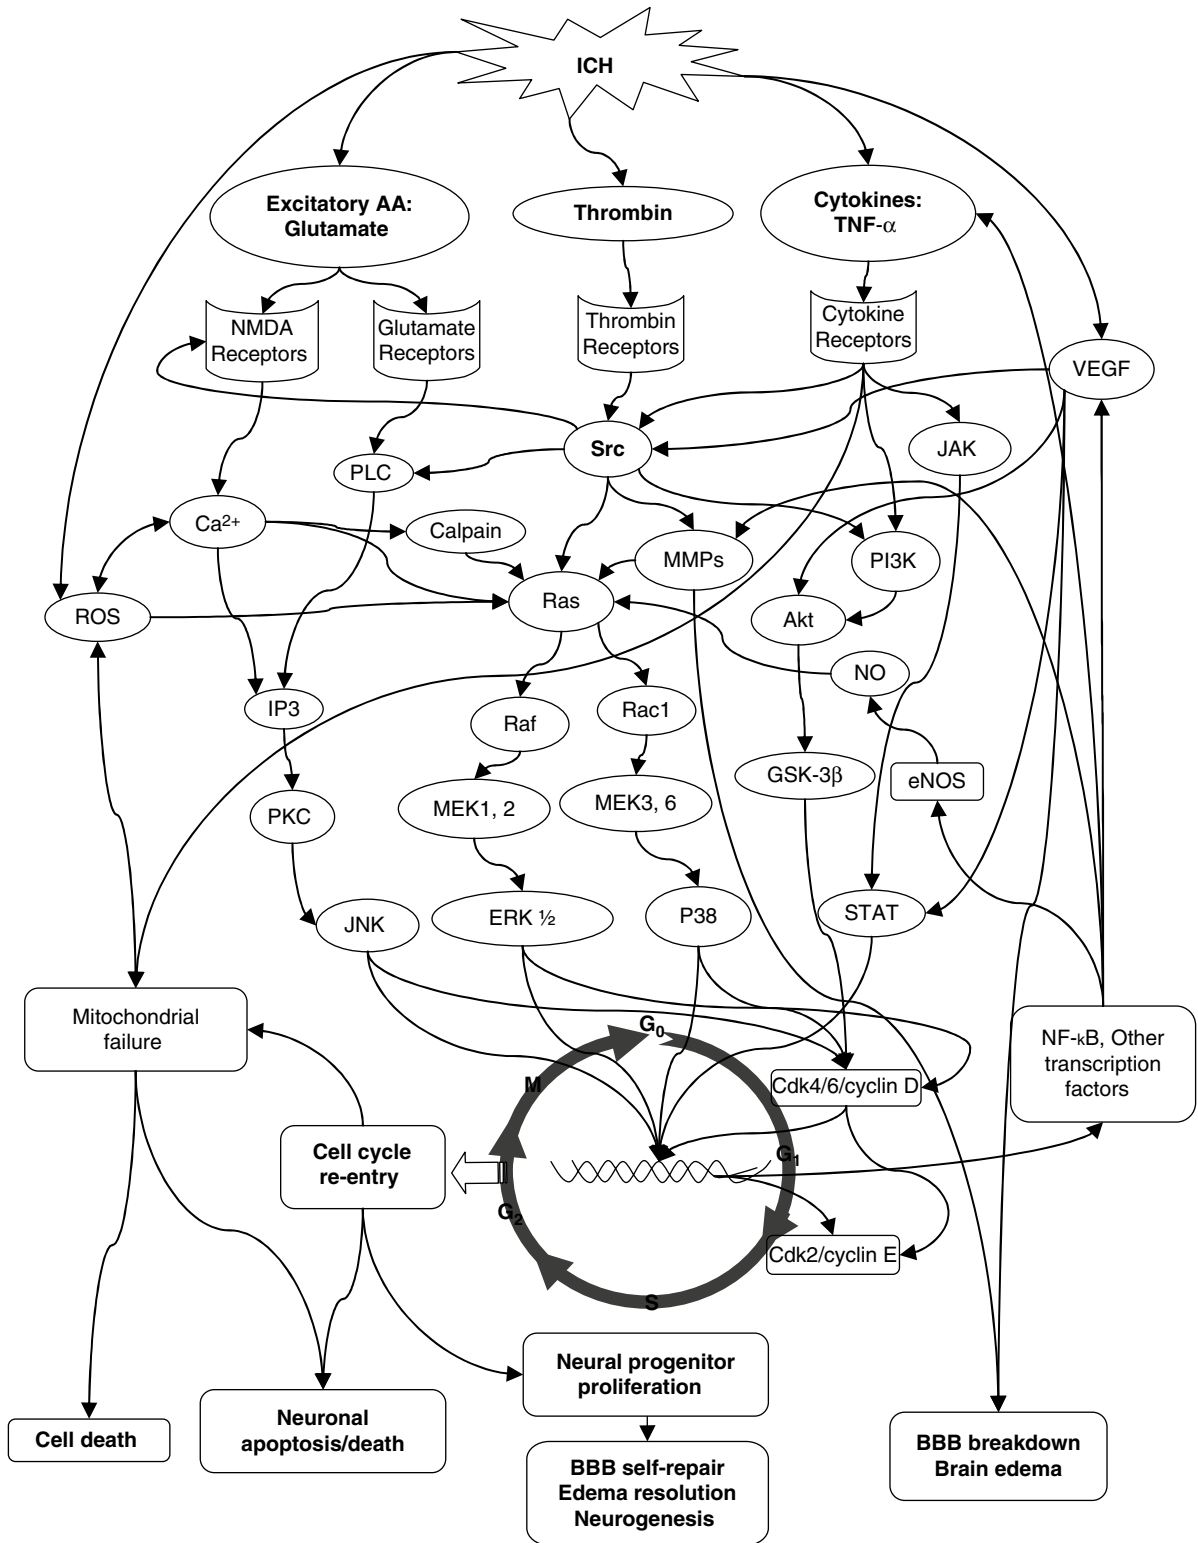 ICH
Excitatory AA:
Glutamate
Thrombin
Cytokines:
TNF-α
NMDA
Receptors
Glutamate
Receptors
Thrombin
Receptors
Cytokine
Receptors
VEGF
Src
JAK
PLC
Ca2+
Calpain
MMPs
PI3K
ROS
Ras
Akt
NO
IP3
Raf
Rac1
GSK-3β
eNOS
PKC
MEK1, 2
MEK3, 6
JNK
ERK ½
P38
STAT
Mitochondrial
failure
G0
NF-κB, Other
transcription
factors
M
Cdk4/6/cyclin D
Cell cycle
re-entry
G1
G2
Cdk2/cyclin E
S
Neural progenitor
proliferation
Cell death
Neuronal
apoptosis/death
BBB breakdown
Brain edema
BBB self-repair
Edema resolution
Neurogenesis